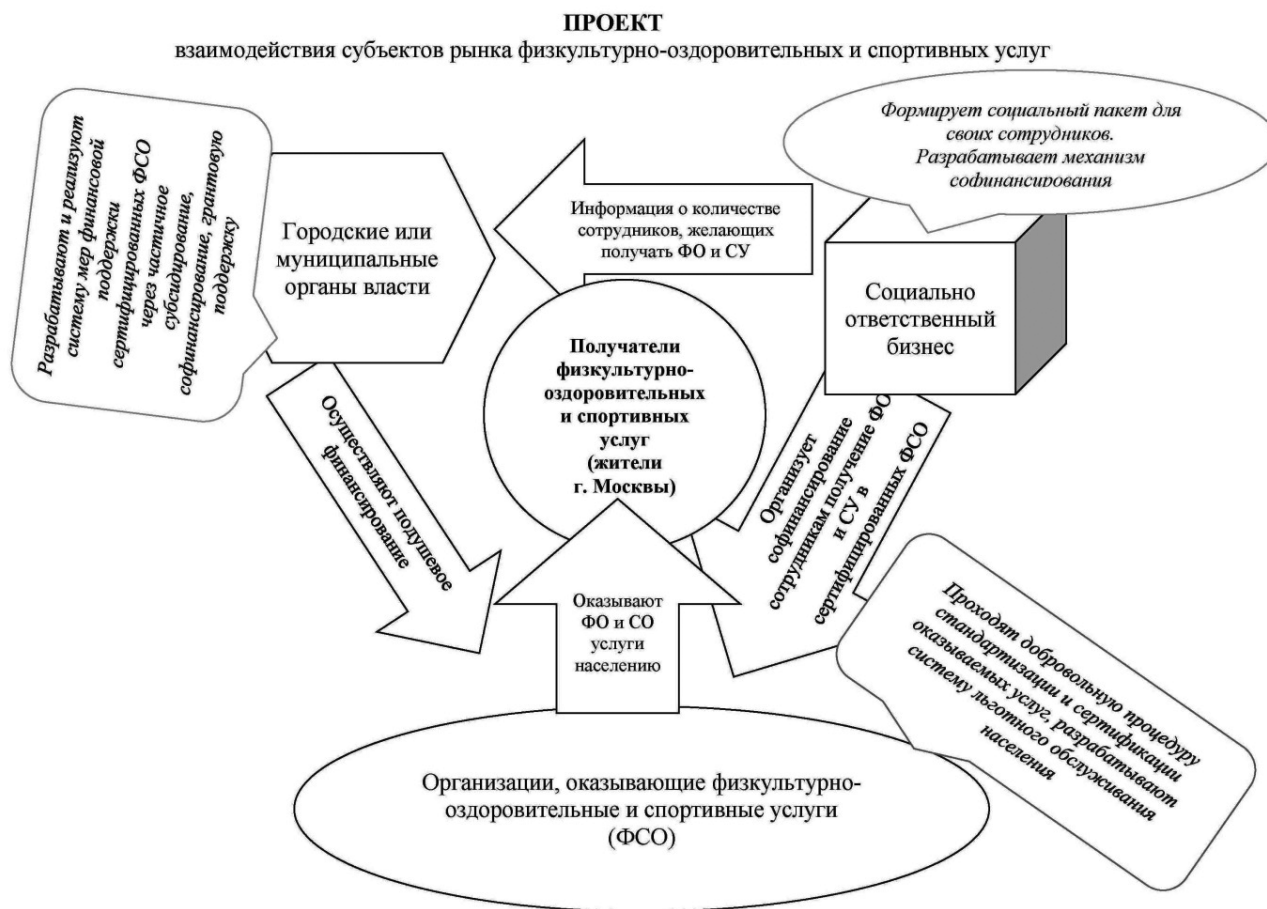 ПРОЕКТ
взаимодействия субъектов рынка физкультурно-оздоровительных и спортивных услуг
Разрабатывают и реализуют
систему мер финансовой
поддержки
сертифицированных ФСО
через частичное
субсидирование,
софинансирование, грантовую
поддержку
Городские или
муниципальные
органы власти
Информация о количестве
сотрудников, желающих
получать ФО и СУ
Формирует социальный пакет для
своих сотрудников.
Разрабатывает механизм
софинансирования
Социально
ответственный
бизнес
Получатели
физкультурно-
оздоровительных
и спортивных
услуг
(жители
г. Москвы)
Осуществляют подушевое
финансирование
Организует
софинансирование
сотрудникам получение ФО
и СУ в
сертифицированных ФСО
Оказывают
ФО и СО
услуги
населению
Проходят добровольную процедуру
стандартизации и сертификации
оказываемых услуг, разрабатывают
систему льготного обслуживания
населения
Организации, оказывающие физкультурно-
оздоровительные и спортивные услуги
(ФСО)